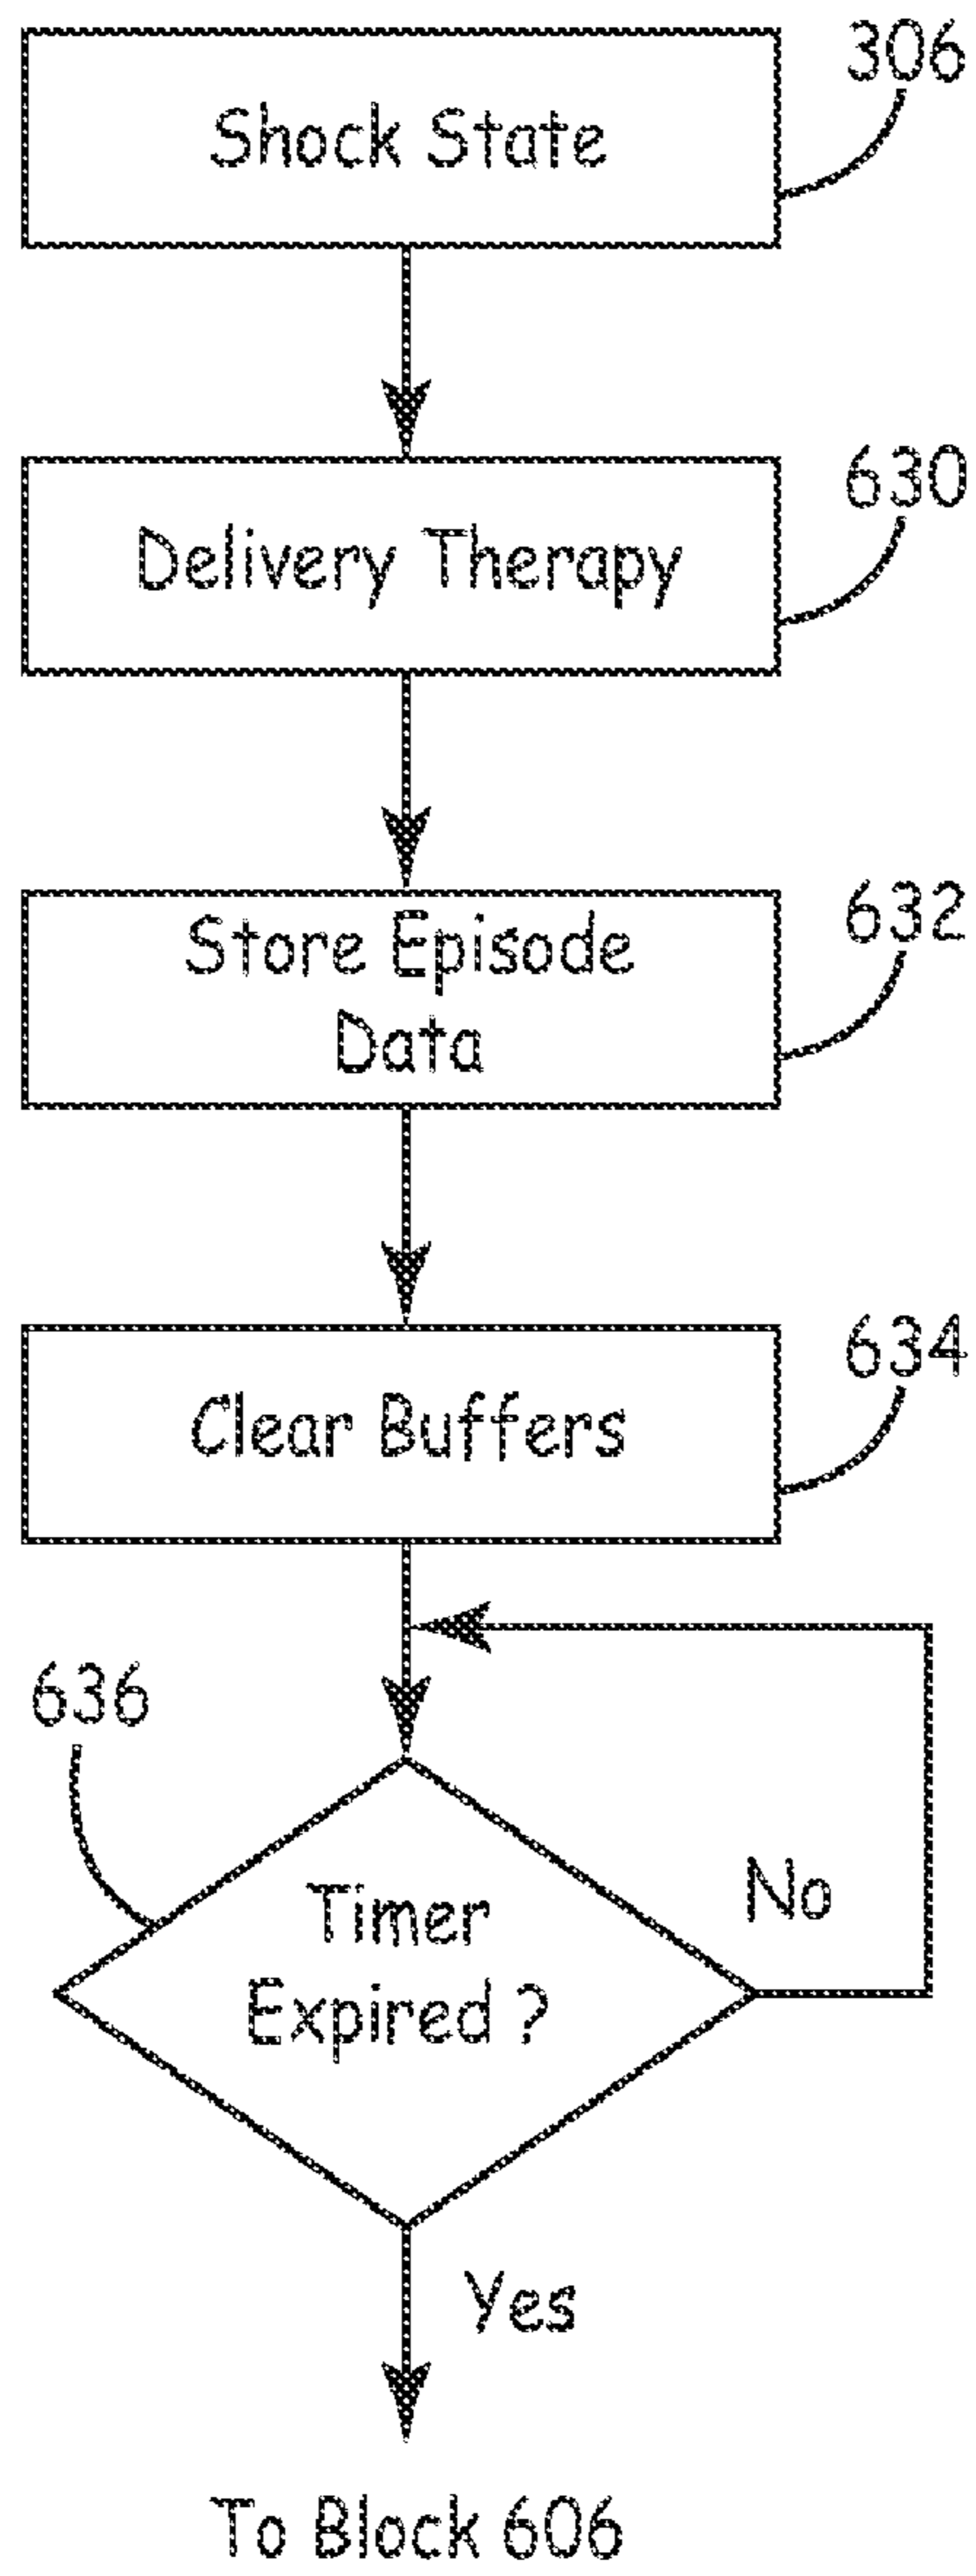 306
Shock State
630
Delivery Therapy
632
Store Episode
Data
634
Clear Buffers
636
Timer
Expired ?
No
Yes
To Block 606